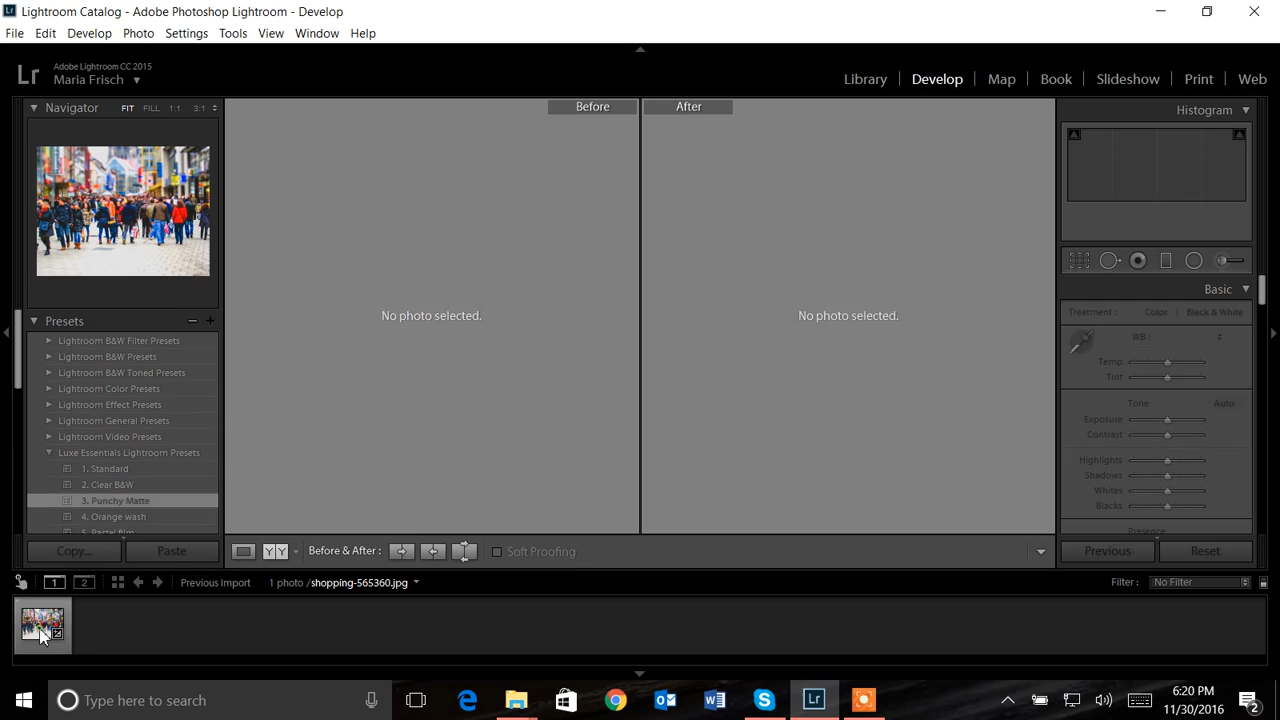 Lightroom Catalog - Adobe Photoshop Lightroom - Develop
File Edit Develop Photo Settings Tools View Window Help
Lr Adobe Lightroom CC 2015
Maria Frisch
Library Develop Map Book Slideshow Print Web
Navigator FIT FILL 1:1 3:1
Before After
Histogram
Basic
Treatment : Color Black & White
WB :
Temp
Tint
Tone Auto
Exposure
Contrast
Highlights
Shadows
Whites
Blacks
Presence
No photo selected. No photo selected.
Presets
Lightroom B&W Filter Presets
Lightroom B&W Presets
Lightroom B&W Toned Presets
Lightroom Color Presets
Lightroom Effect Presets
Lightroom General Presets
Lightroom Video Presets
Luxe Essentials Lightroom Presets
1. Standard
2. Clear B&W
3. Punchy Matte
4. Orange wash
5. Pastel film
Copy... Paste
Y Y Before & After : Soft Proofing
Previous Reset
1 2 Previous Import 1 photo / shopping-565360.jpg Filter : No Filter
Type here to search
Lr
6:20 PM
11/30/2016
2